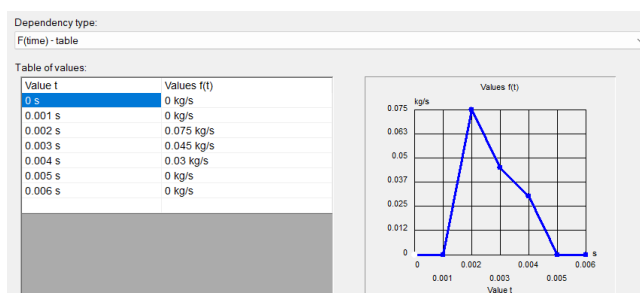 Dependency type:
F(time) - table
Table of values:
Value t Values f(t)
0 s 0 kg/s
0.001 s 0 kg/s
0.002 s 0.075 kg/s
0.003 s 0.045 kg/s
0.004 s 0.03 kg/s
0.005 s 0 kg/s
0.006 s 0 kg/s
Values f(t)
kg/s
0.075
0.063
0.05
0.037
0.025
0.012
0 s
0 0.002 0.004 0.006
0.001 0.003 0.005
Value t